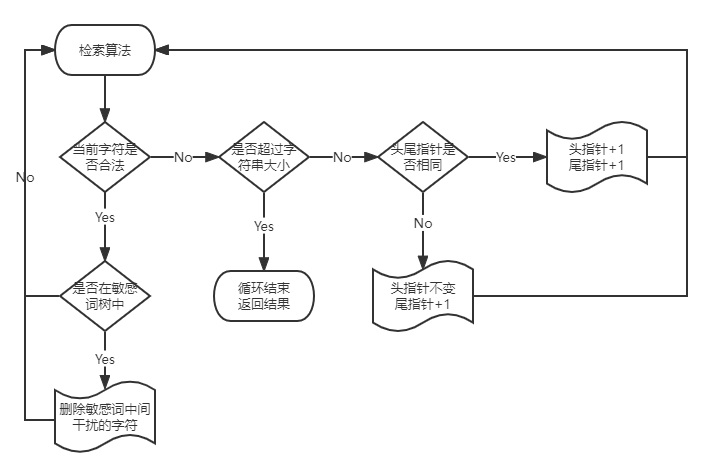 检索算法
当前字符是
否合法
No
是否超过字
符串大小
No
头尾指针是
否相同
Yes
头指针+1
尾指针+1
No
Yes
Yes
No
是否在敏感
词树中
循环结束
返回结果
头指针不变
尾指针+1
Yes
删除敏感词中间
干扰的字符